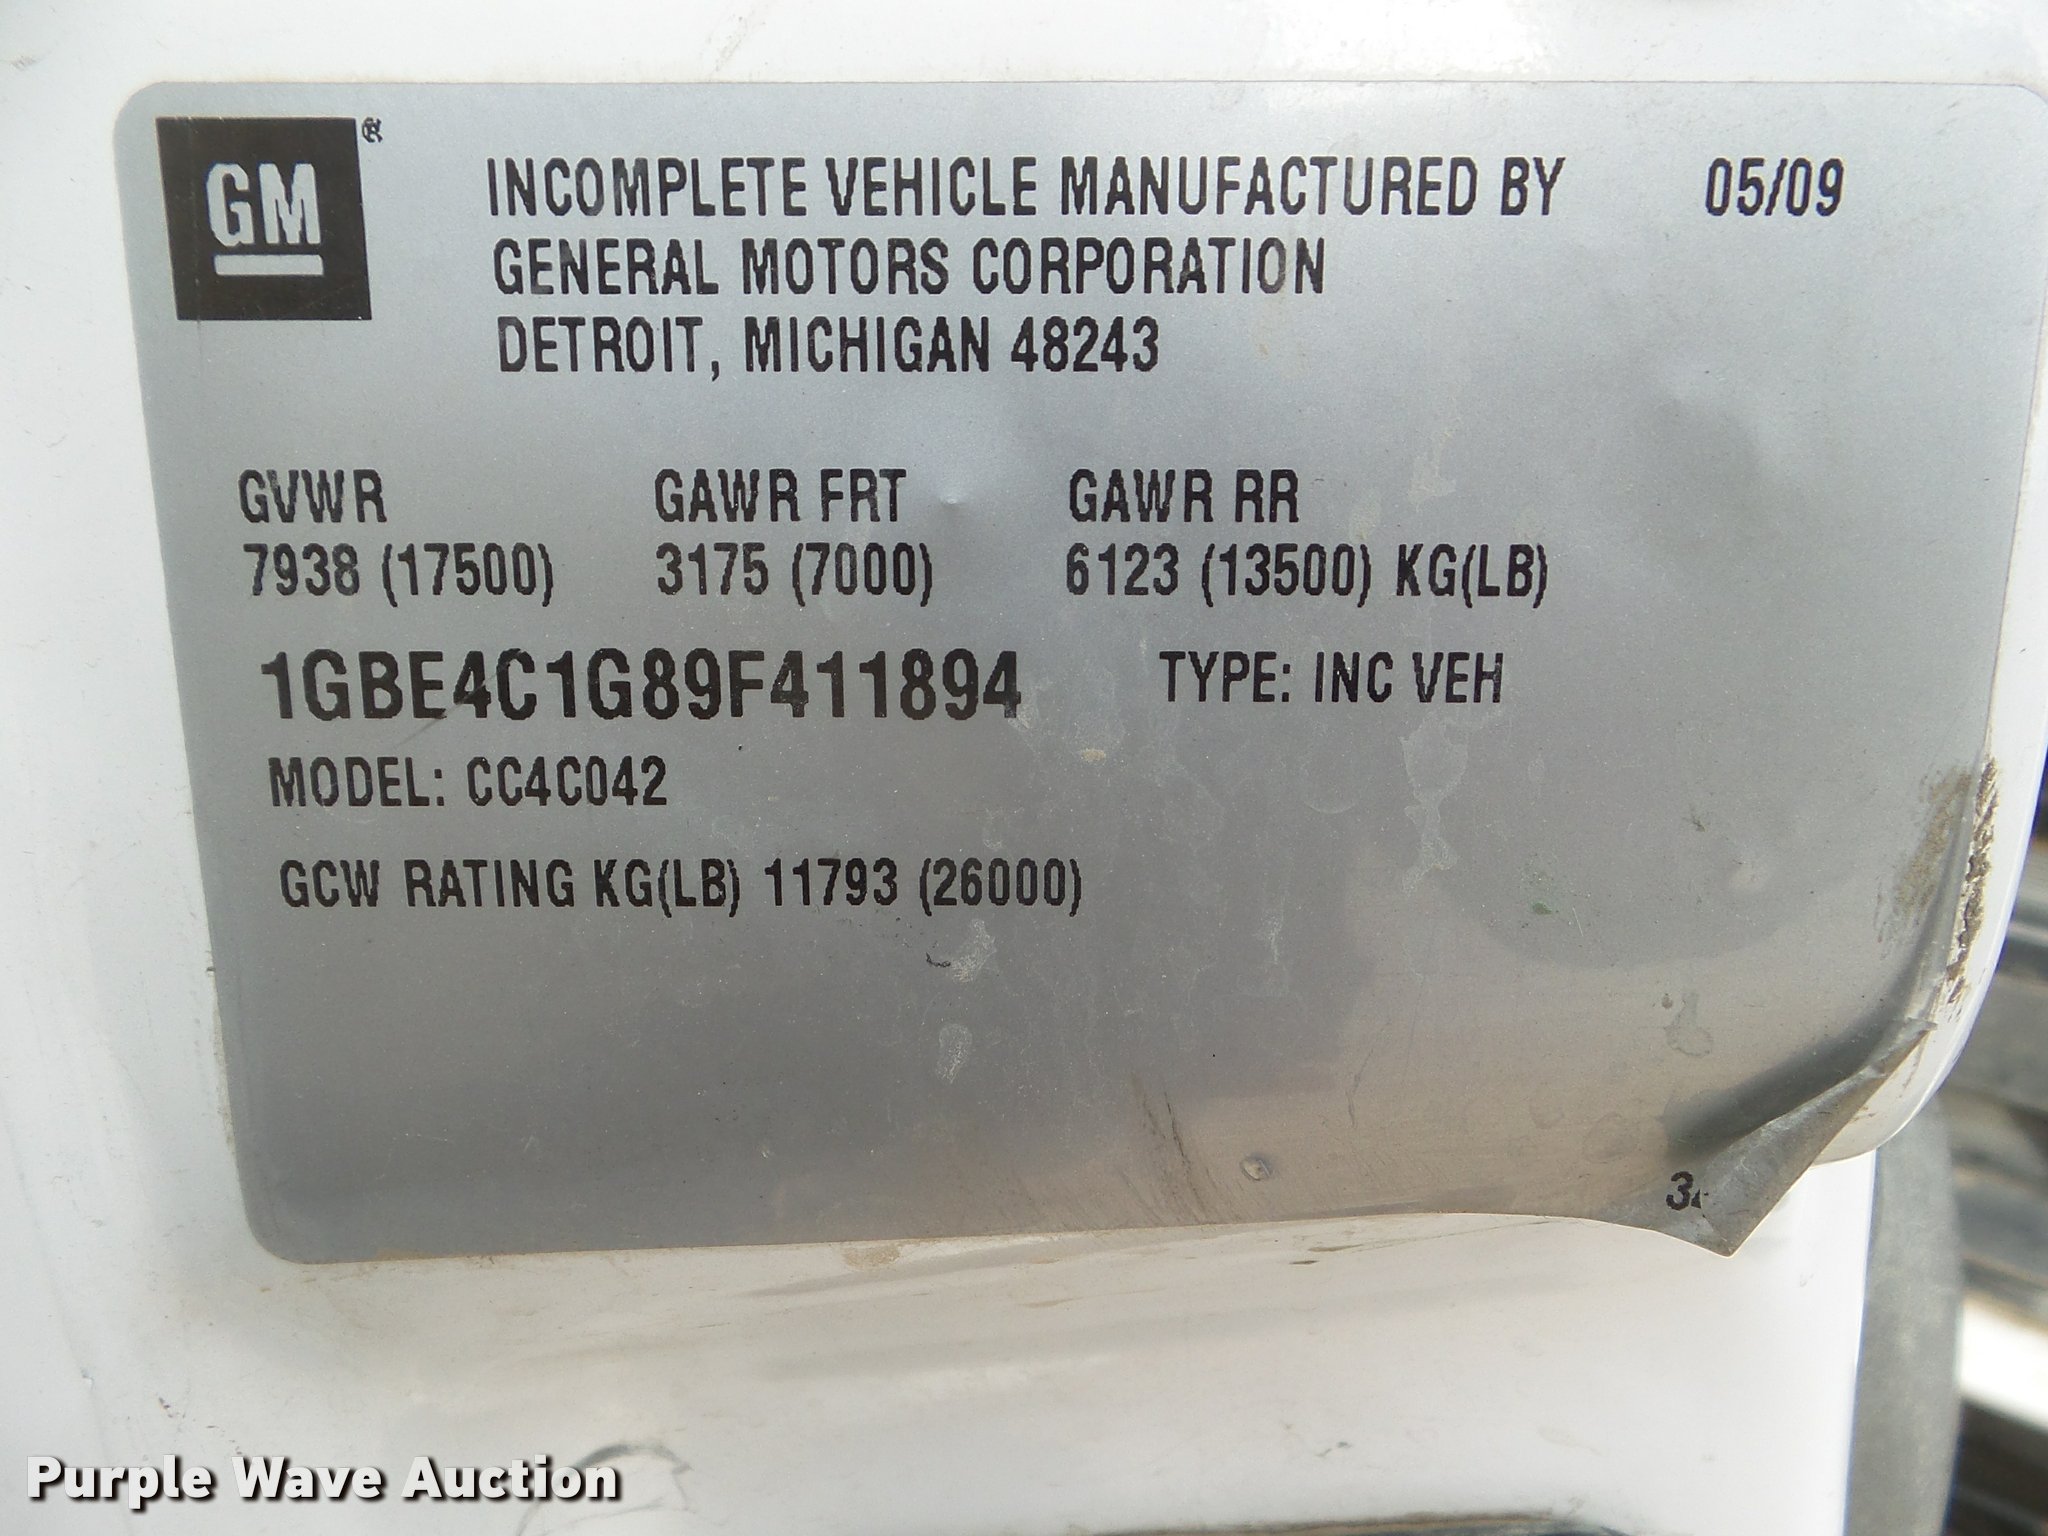 GM®
INCOMPLETE VEHICLE MANUFACTURED BY 05/09
GENERAL MOTORS CORPORATION
DETROIT, MICHIGAN 48243
GVWR GAWR FRT GAWR RR
7938 (17500) 3175 (7000) 6123 (13500) KG(LB)
1GBE4C1G89F411894 TYPE: INC VEH
MODEL: CC4C042
GCW RATING KG(LB) 11793 (26000)
Purple Wave Auction